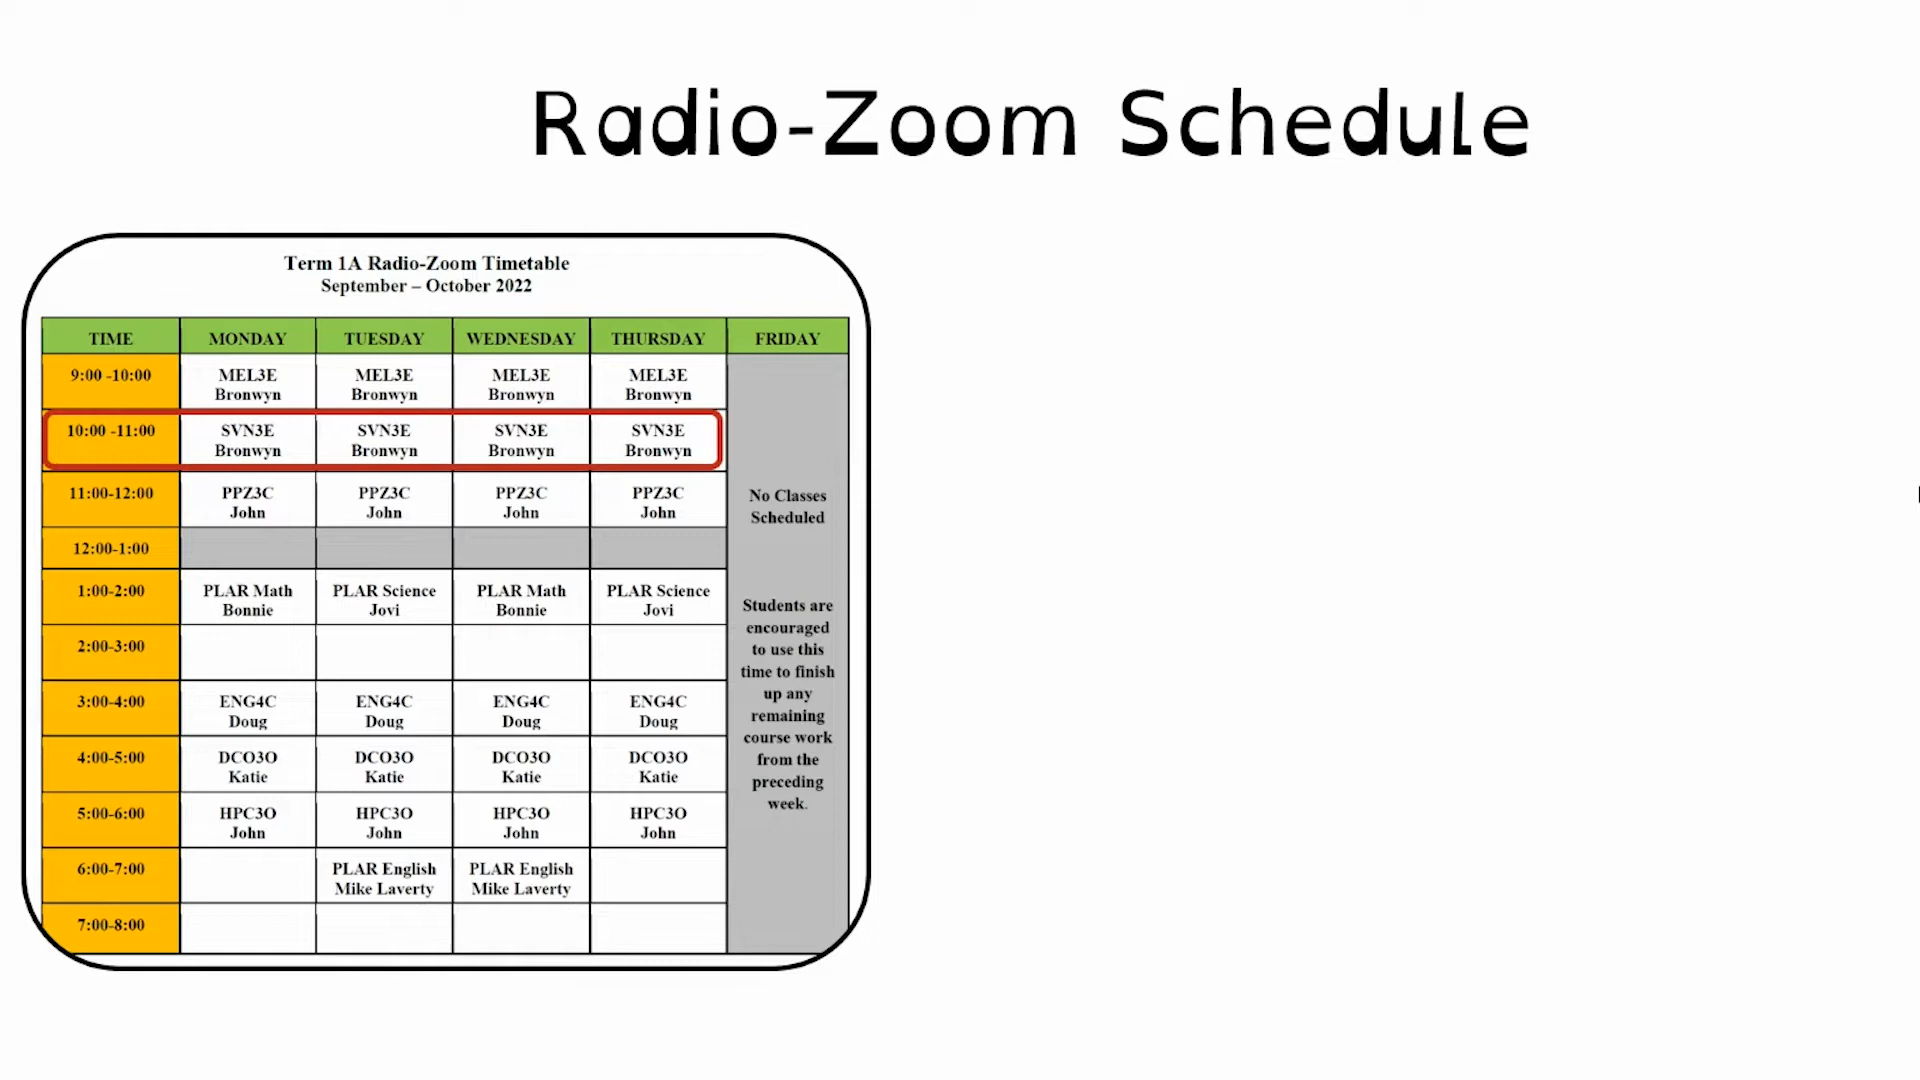 Radio-Zoom Schedule
Term 1A Radio-Zoom Timetable
September – October 2022
TIME MONDAY TUESDAY WEDNESDAY THURSDAY FRIDAY
9:00 -10:00 MEL3E MEL3E MEL3E MEL3E
Bronwyn Bronwyn Bronwyn Bronwyn
10:00 -11:00 SVN3E SVN3E SVN3E SVN3E
Bronwyn Bronwyn Bronwyn Bronwyn
11:00-12:00 PPZ3C PPZ3C PPZ3C PPZ3C
John John John John
12:00-1:00
1:00-2:00 PLAR Math PLAR Science PLAR Math PLAR Science
Bonnie Jovi Bonnie Jovi
2:00-3:00
3:00-4:00 ENG4C ENG4C ENG4C ENG4C
Doug Doug Doug Doug
4:00-5:00 DCO3O DCO3O DCO3O DCO3O
Katie Katie Katie Katie
5:00-6:00 HPC3O HPC3O HPC3O HPC3O
John John John John
6:00-7:00 PLAR English PLAR English
Mike Laverty Mike Laverty
7:00-8:00
No Classes
Scheduled
Students are
encouraged
to use this
time to finish
up any
remaining
course work
from the
preceding
week.